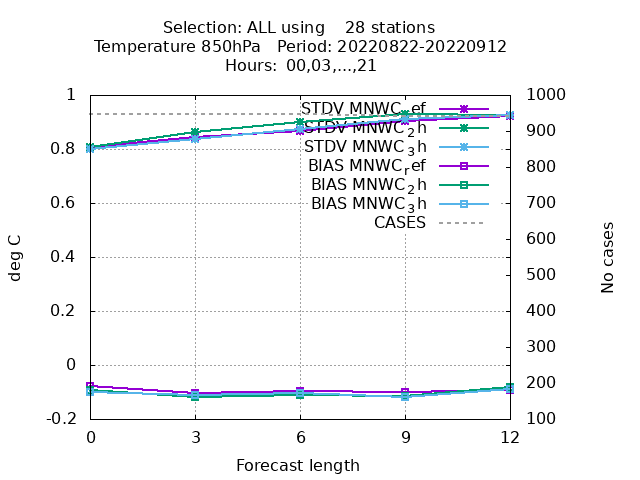 Selection: ALL using 28 stations
Temperature 850hPa Period: 20220822-20220912
Hours: 00,03,...,21
STDV MNWC_ref
STDV MNWC_2h
STDV MNWC_3h
BIAS MNWC_ref
BIAS MNWC_2h
BIAS MNWC_3h
CASES
1
0.8
0.6
0.4
0.2
0
-0.2
deg C
1000
900
800
700
600
500
400
300
200
100
No cases
0 3 6 9 12
Forecast length